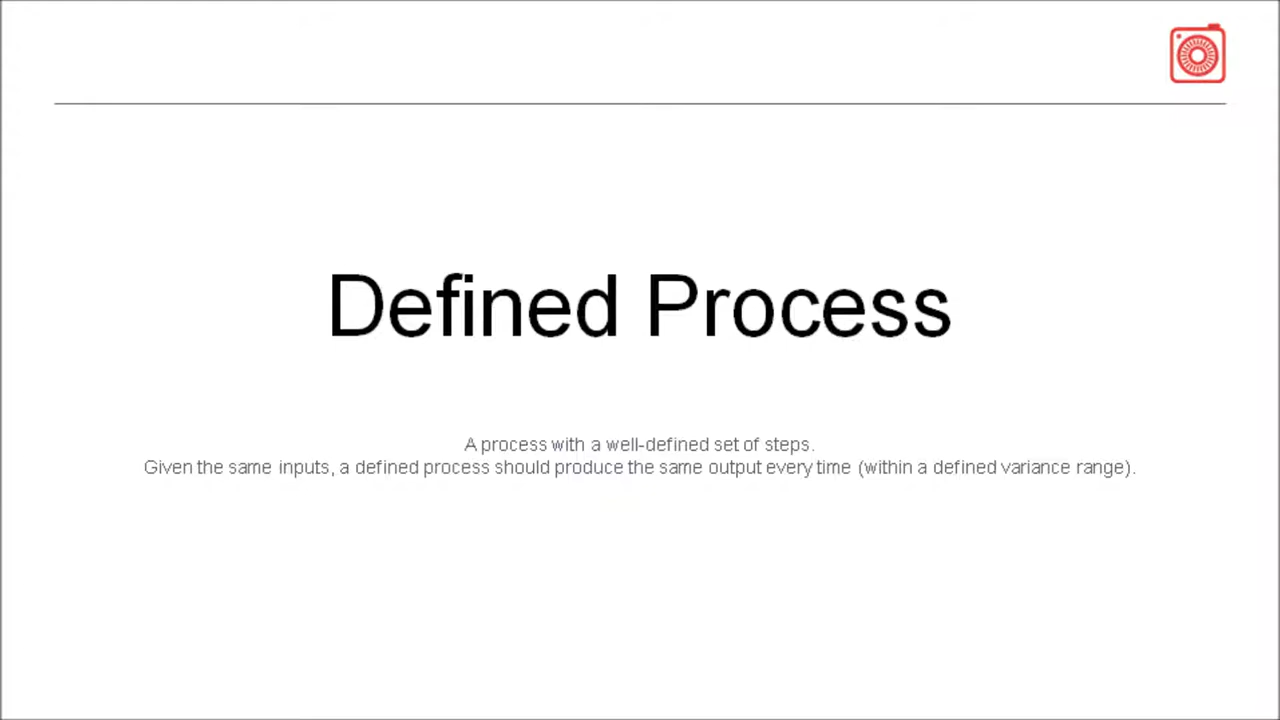 Defined Process
A process with a well-defined set of steps.
Given the same inputs, a defined process should produce the same output every time (within a defined variance range).